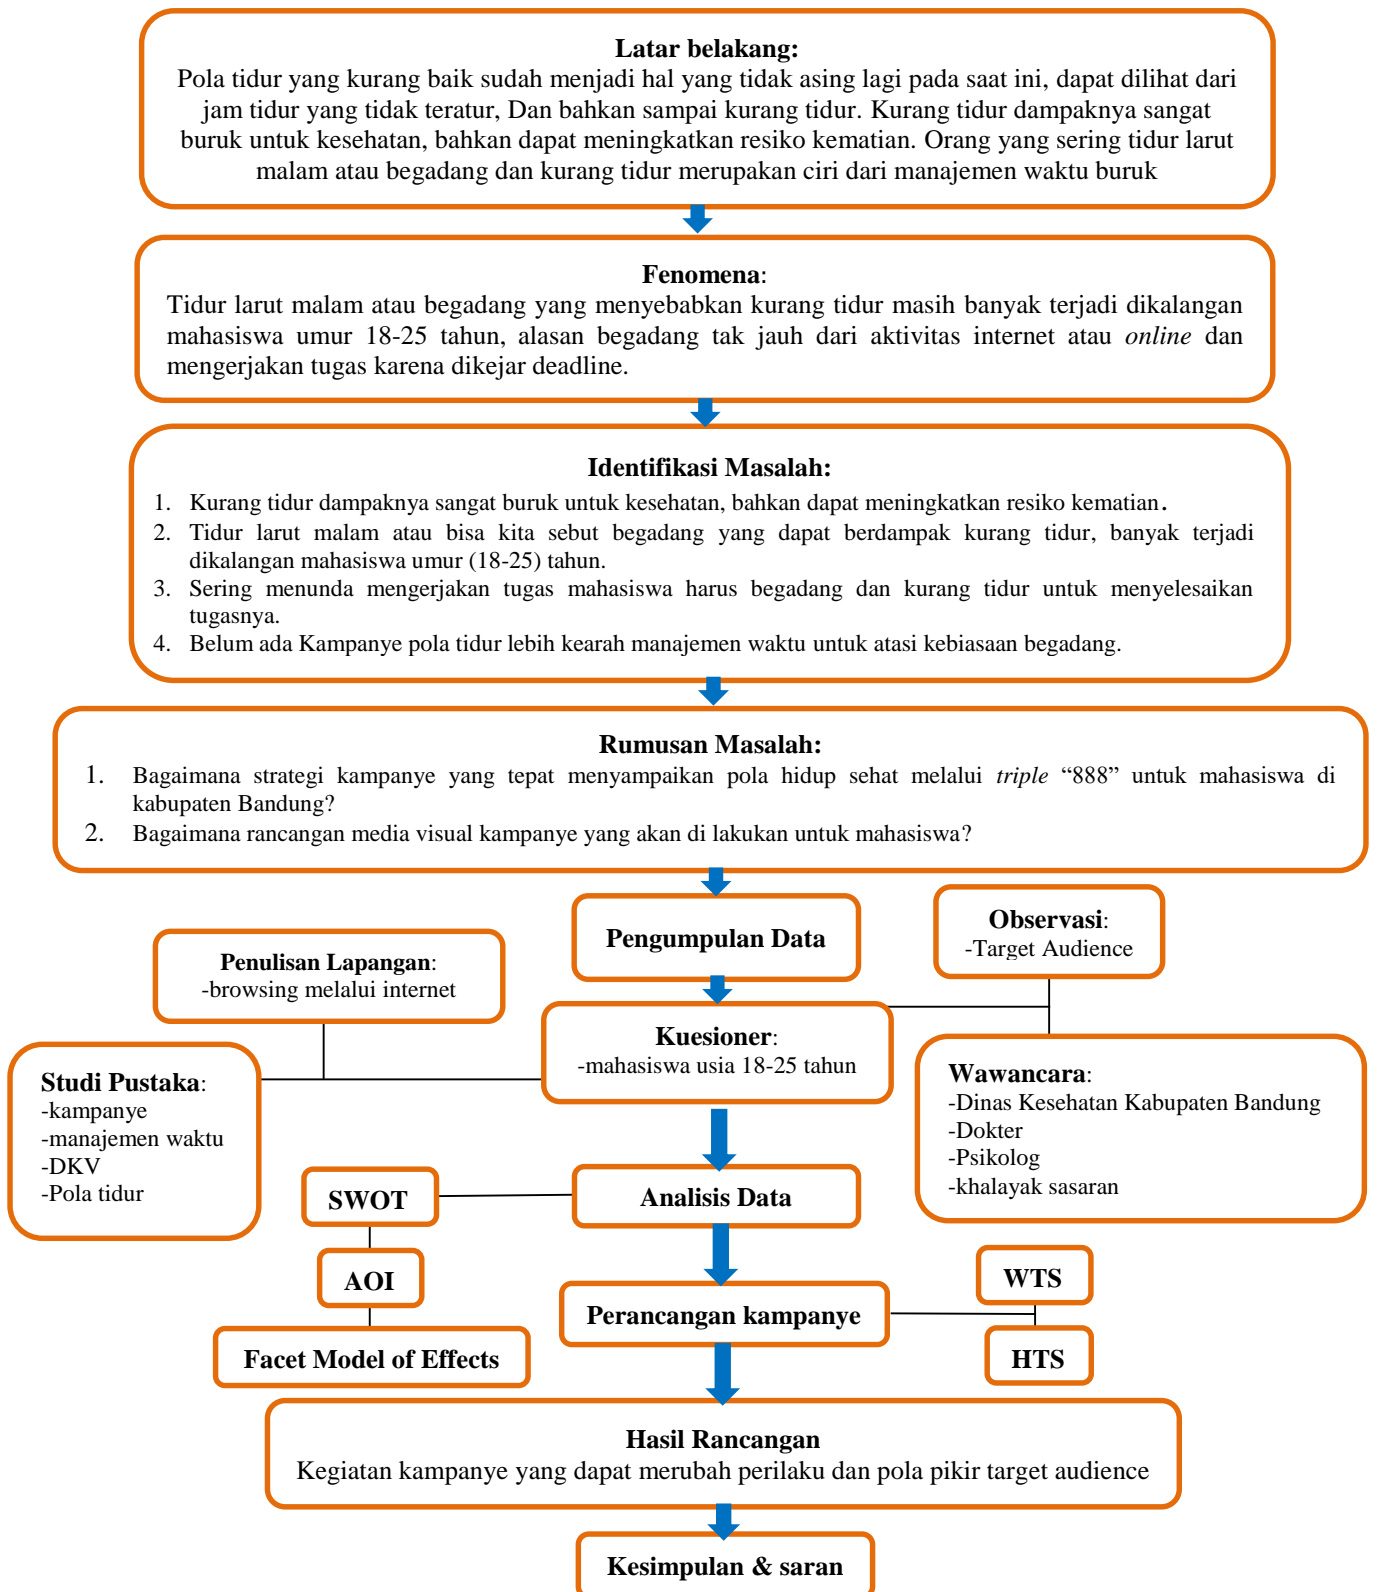 Latar belakang:
Pola tidur yang kurang baik sudah menjadi hal yang tidak asing lagi pada saat ini, dapat dilihat dari
jam tidur yang tidak teratur, Dan bahkan sampai kurang tidur. Kurang tidur dampaknya sangat
buruk untuk kesehatan, bahkan dapat meningkatkan resiko kematian. Orang yang sering tidur larut
malam atau begadang dan kurang tidur merupakan ciri dari manajemen waktu buruk
Fenomena:
Tidur larut malam atau begadang yang menyebabkan kurang tidur masih banyak terjadi dikalangan
mahasiswa umur 18-25 tahun, alasan begadang tak jauh dari aktivitas internet atau online dan
mengerjakan tugas karena dikejar deadline.
Identifikasi Masalah:
1. Kurang tidur dampaknya sangat buruk untuk kesehatan, bahkan dapat meningkatkan resiko kematian.
2. Tidur larut malam atau bisa kita sebut begadang yang dapat berdampak kurang tidur, banyak terjadi
dikalangan mahasiswa umur (18-25) tahun.
3. Sering menunda mengerjakan tugas mahasiswa harus begadang dan kurang tidur untuk menyelesaikan
tugasnya.
4. Belum ada Kampanye pola tidur lebih kearah manajemen waktu untuk atasi kebiasaan begadang.
Rumusan Masalah:
1. Bagaimana strategi kampanye yang tepat menyampaikan pola hidup sehat melalui triple “888” untuk mahasiswa di
kabupaten Bandung?
2. Bagaimana rancangan media visual kampanye yang akan di lakukan untuk mahasiswa?
Pengumpulan Data
Observasi:
-Target Audience
Penulisan Lapangan:
-browsing melalui internet
Kuesioner:
-mahasiswa usia 18-25 tahun
Studi Pustaka:
-kampanye
-manajemen waktu
-DKV
-Pola tidur
Wawancara:
-Dinas Kesehatan Kabupaten Bandung
-Dokter
-Psikolog
-khalayak sasaran
SWOT
Analisis Data
AOI
WTS
Perancangan kampanye
Facet Model of Effects
HTS
Hasil Rancangan
Kegiatan kampanye yang dapat merubah perilaku dan pola pikir target audience
Kesimpulan & saran